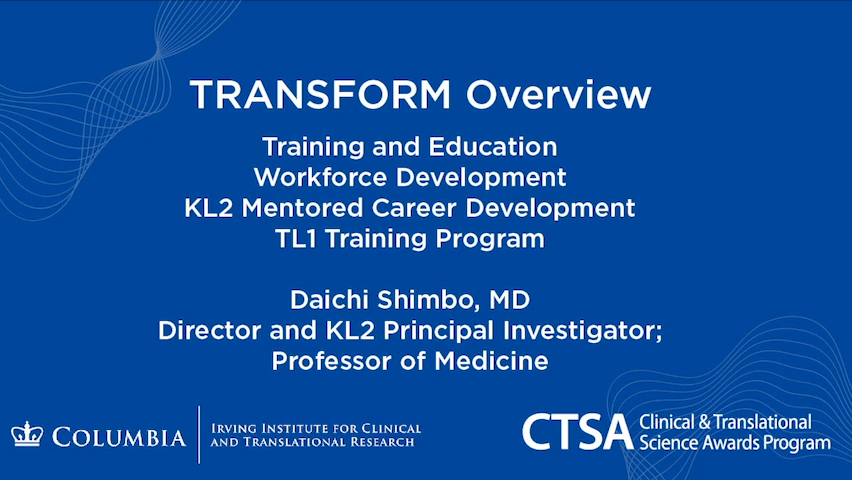 TRANSFORM Overview
Training and Education
Workforce Development
KL2 Mentored Career Development
TL1 Training Program
Daichi Shimbo, MD
Director and KL2 Principal Investigator;
Professor of Medicine
COLUMBIA
IRVING INSTITUTE FOR CLINICAL
AND TRANSLATIONAL RESEARCH
CTSA
Clinical & Translational
Science Awards Program